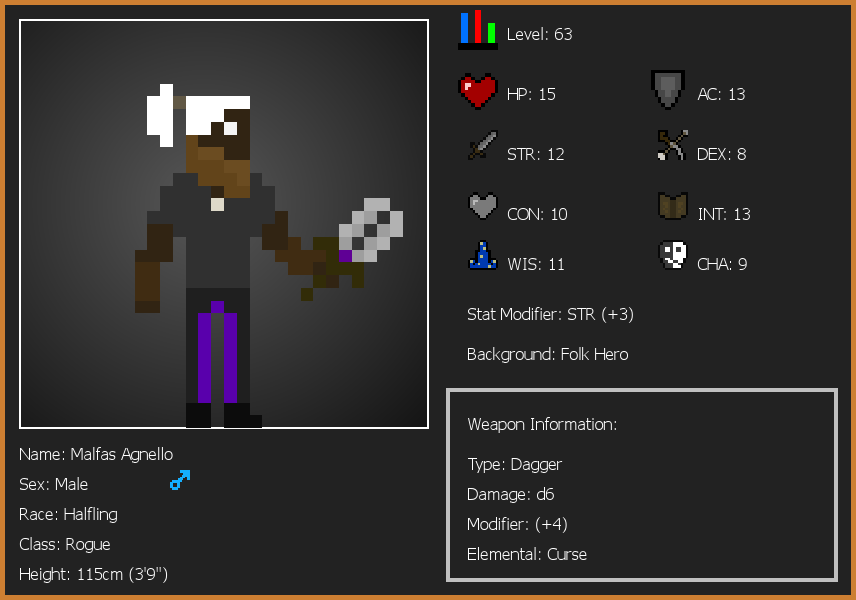 Level: 63
HP: 15
AC: 13
STR: 12
DEX: 8
CON: 10
INT: 13
WIS: 11
CHA: 9
Stat Modifier: STR (+3)
Background: Folk Hero
Weapon Information:
Type: Dagger
Damage: d6
Modifier: (+4)
Elemental: Curse
Name: Malfas Agnello
Sex: Male
Race: Halfling
Class: Rogue
Height: 115cm (3'9")